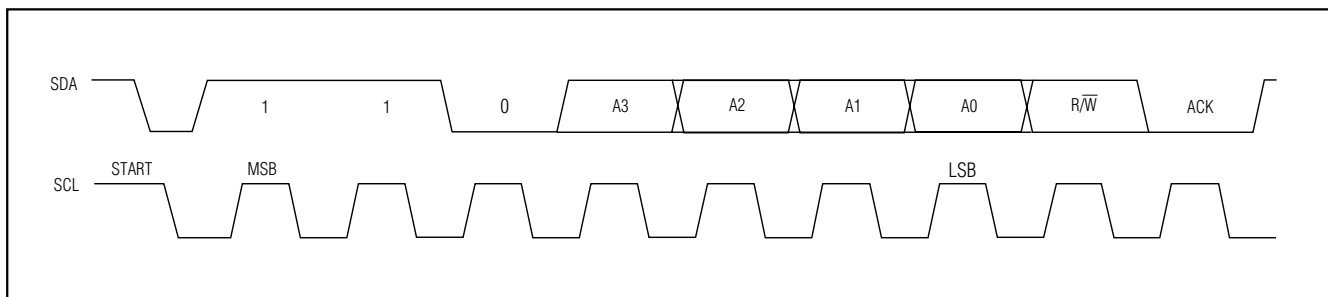 SDA 1 1 0 A3 A2 A1 A0 R/W̅ ACK
START MSB LSB
SCL